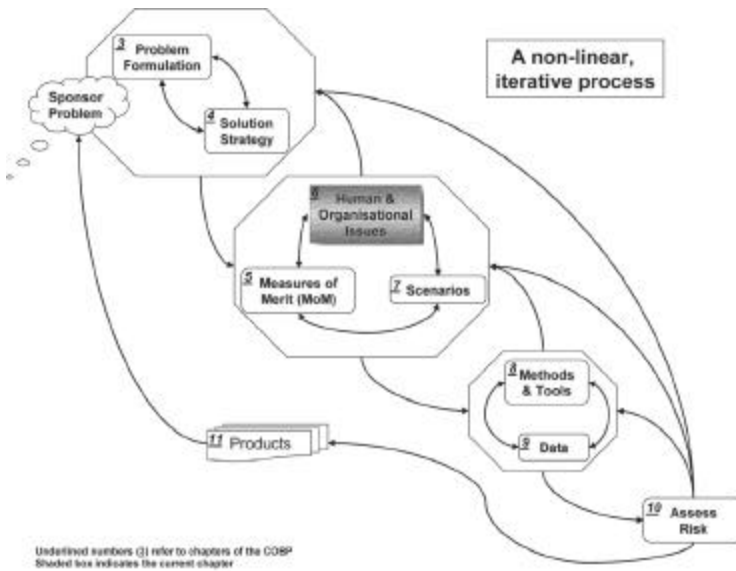 A non-linear,
iterative process
3
Problem
Formulation
Sponsor
Problem
4
Solution
Strategy
6
Human &
Organisational
Issues
5
Measures of
Merit (MoM)
7
Scenarios
8
Methods
& Tools
9
Data
11 Products
10
Assess
Risk
Underlined numbers (3) refer to chapters of the COBP
Shaded box indicates the current chapter